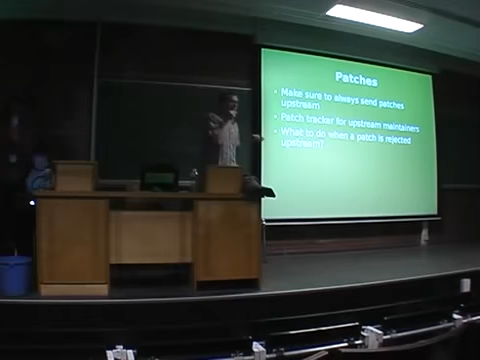 Patches
• Make sure to always send patches
upstream
• Patch tracker for upstream maintainers
• What to do when a patch is rejected
upstream?